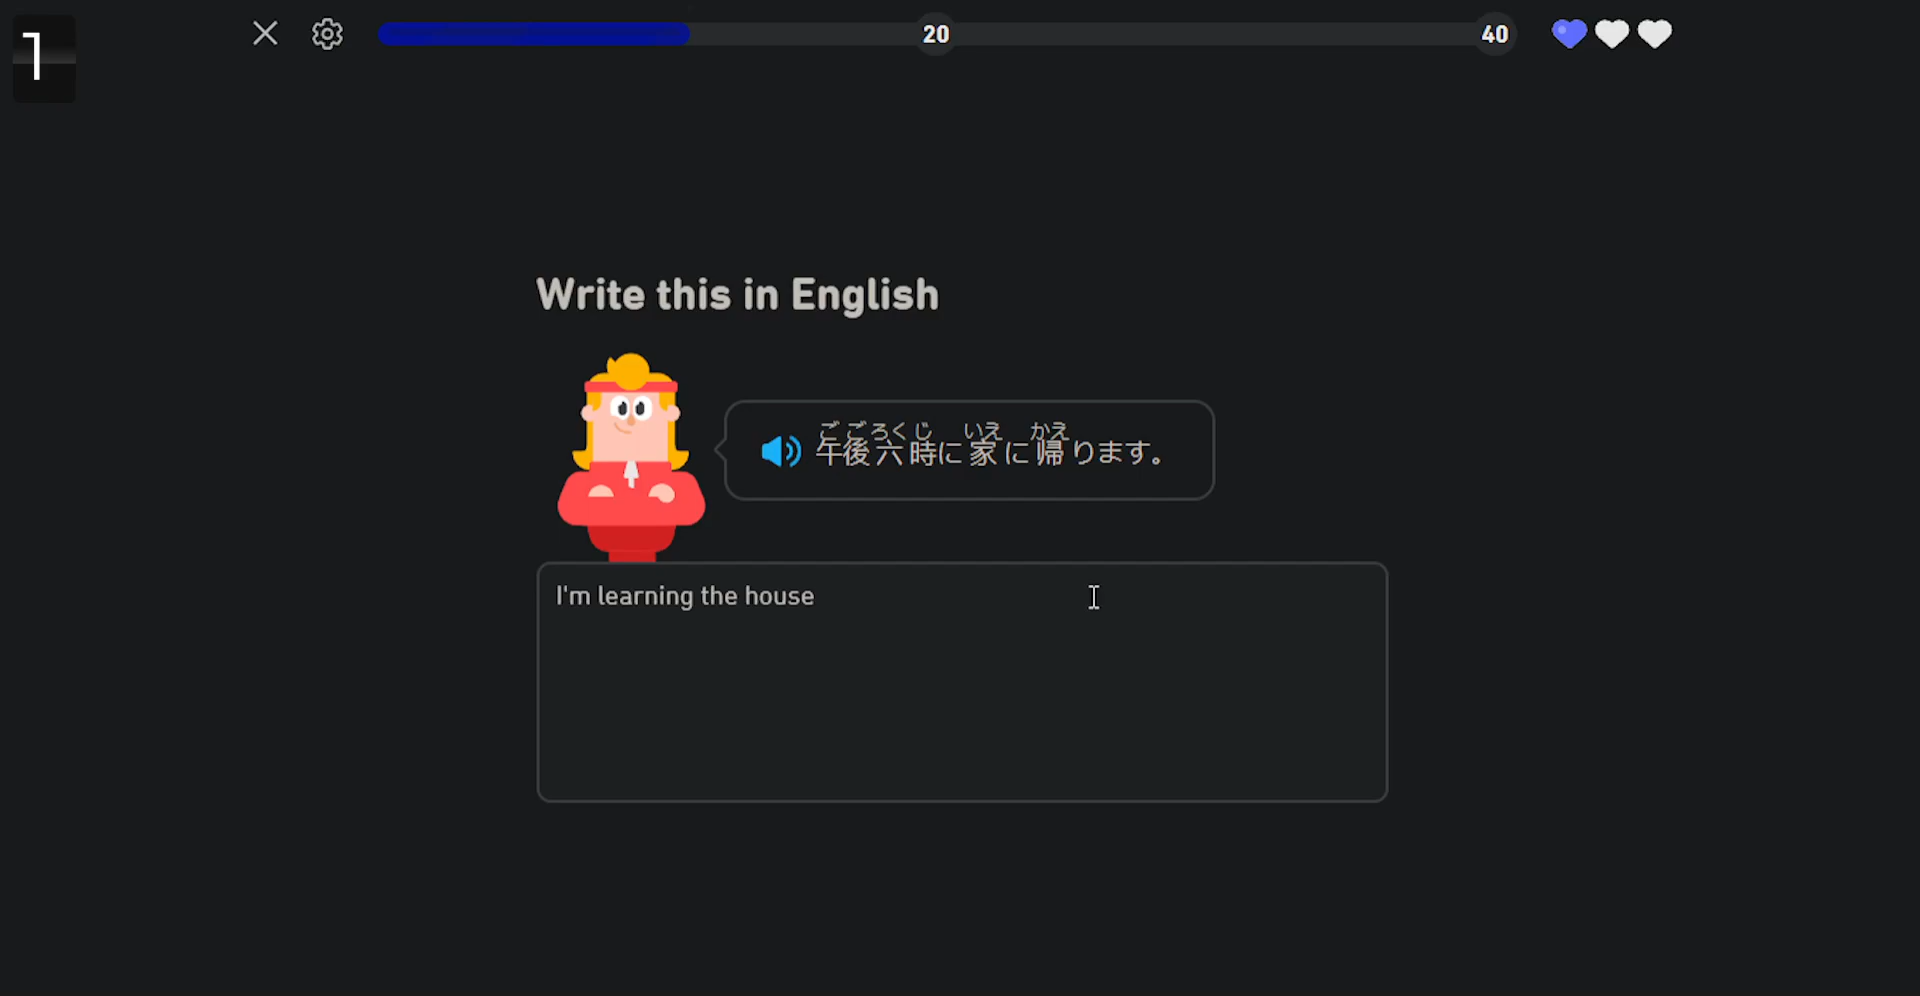 1
20
40
Write this in English
ごごろくじ いえ かえ
午後六時に家に帰ります。
I'm learning the house